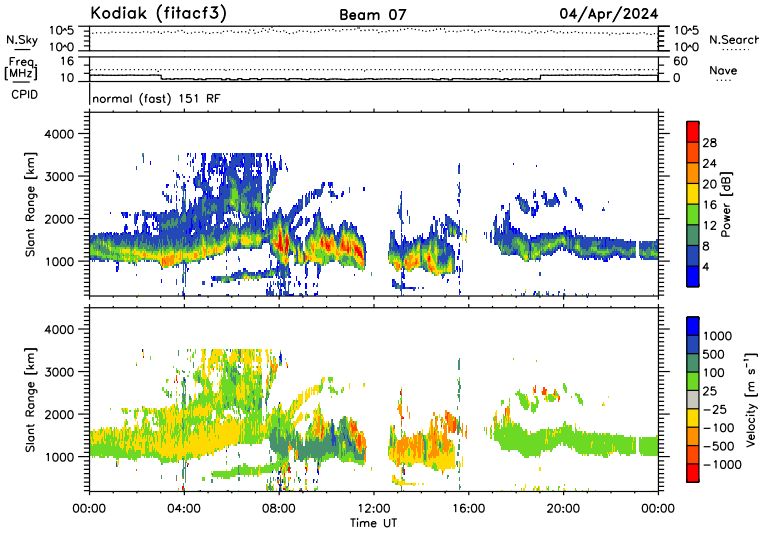 Kodiak (fitacf3) Beam 07 04/Apr/2024
N.Sky 10^5 10^0 10^5 10^0 N.Search
Freq. [MHz] 16 10 60 0 Nave
CPID normal (fast) 151 RF
Slant Range [km] 4000 3000 2000 1000
28 24 20 16 12 8 4 Power [dB]
Slant Range [km] 4000 3000 2000 1000
1000 500 100 25 −25 −100 −500 −1000 Velocity [m s⁻¹]
00:00 04:00 08:00 12:00 16:00 20:00 00:00
Time UT